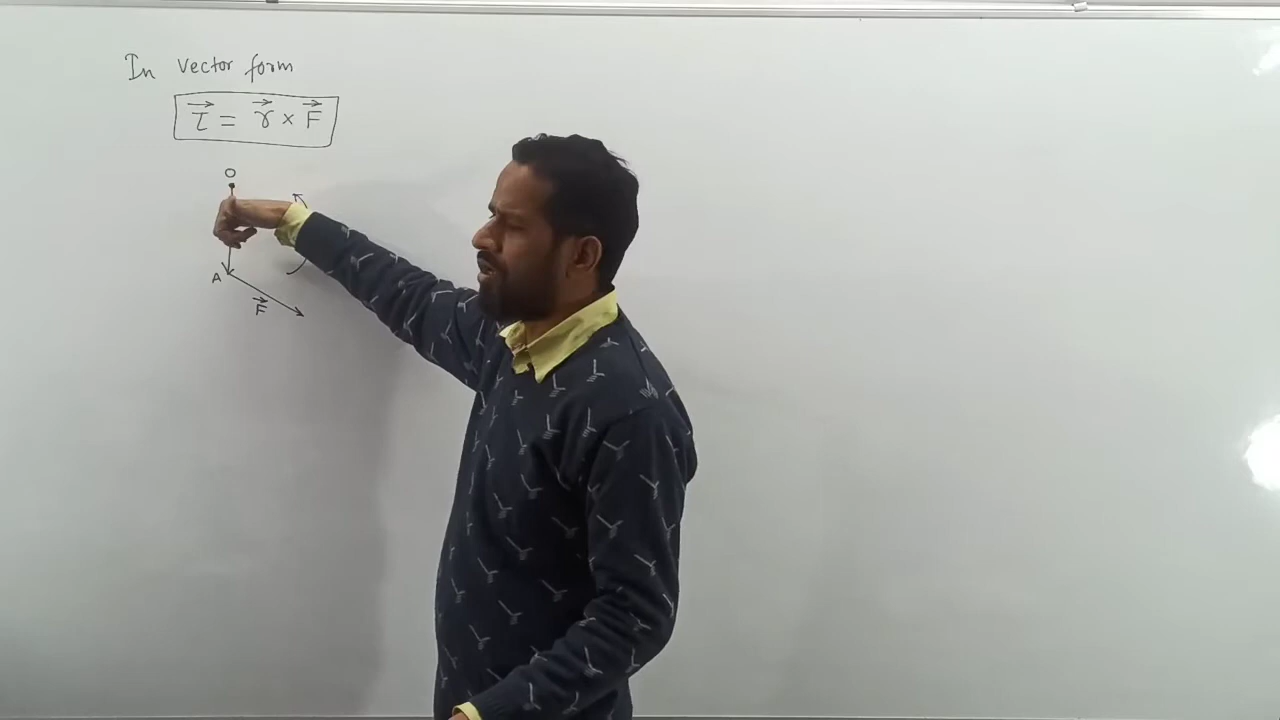 In vector form
τ⃗ = r⃗ × F⃗
O
A
F⃗